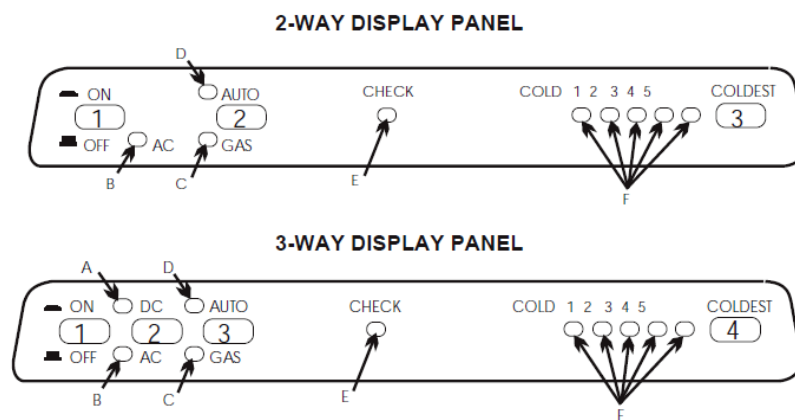 2-WAY DISPLAY PANEL
D
ON AUTO CHECK COLD 1 2 3 4 5 COLDEST
1 2 3
OFF AC GAS
B C E F
3-WAY DISPLAY PANEL
A D
ON DC AUTO CHECK COLD 1 2 3 4 5 COLDEST
1 2 3 4
OFF AC GAS
B C E F